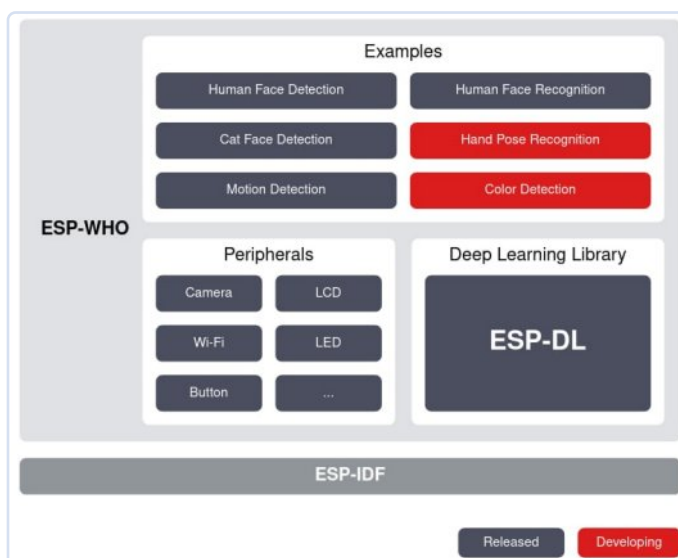 Examples
Human Face Detection
Human Face Recognition
Cat Face Detection
Hand Pose Recognition
Motion Detection
Color Detection
ESP-WHO
Peripherals
Camera
LCD
Wi-Fi
LED
Button
...
Deep Learning Library
ESP-DL
ESP-IDF
Released
Developing